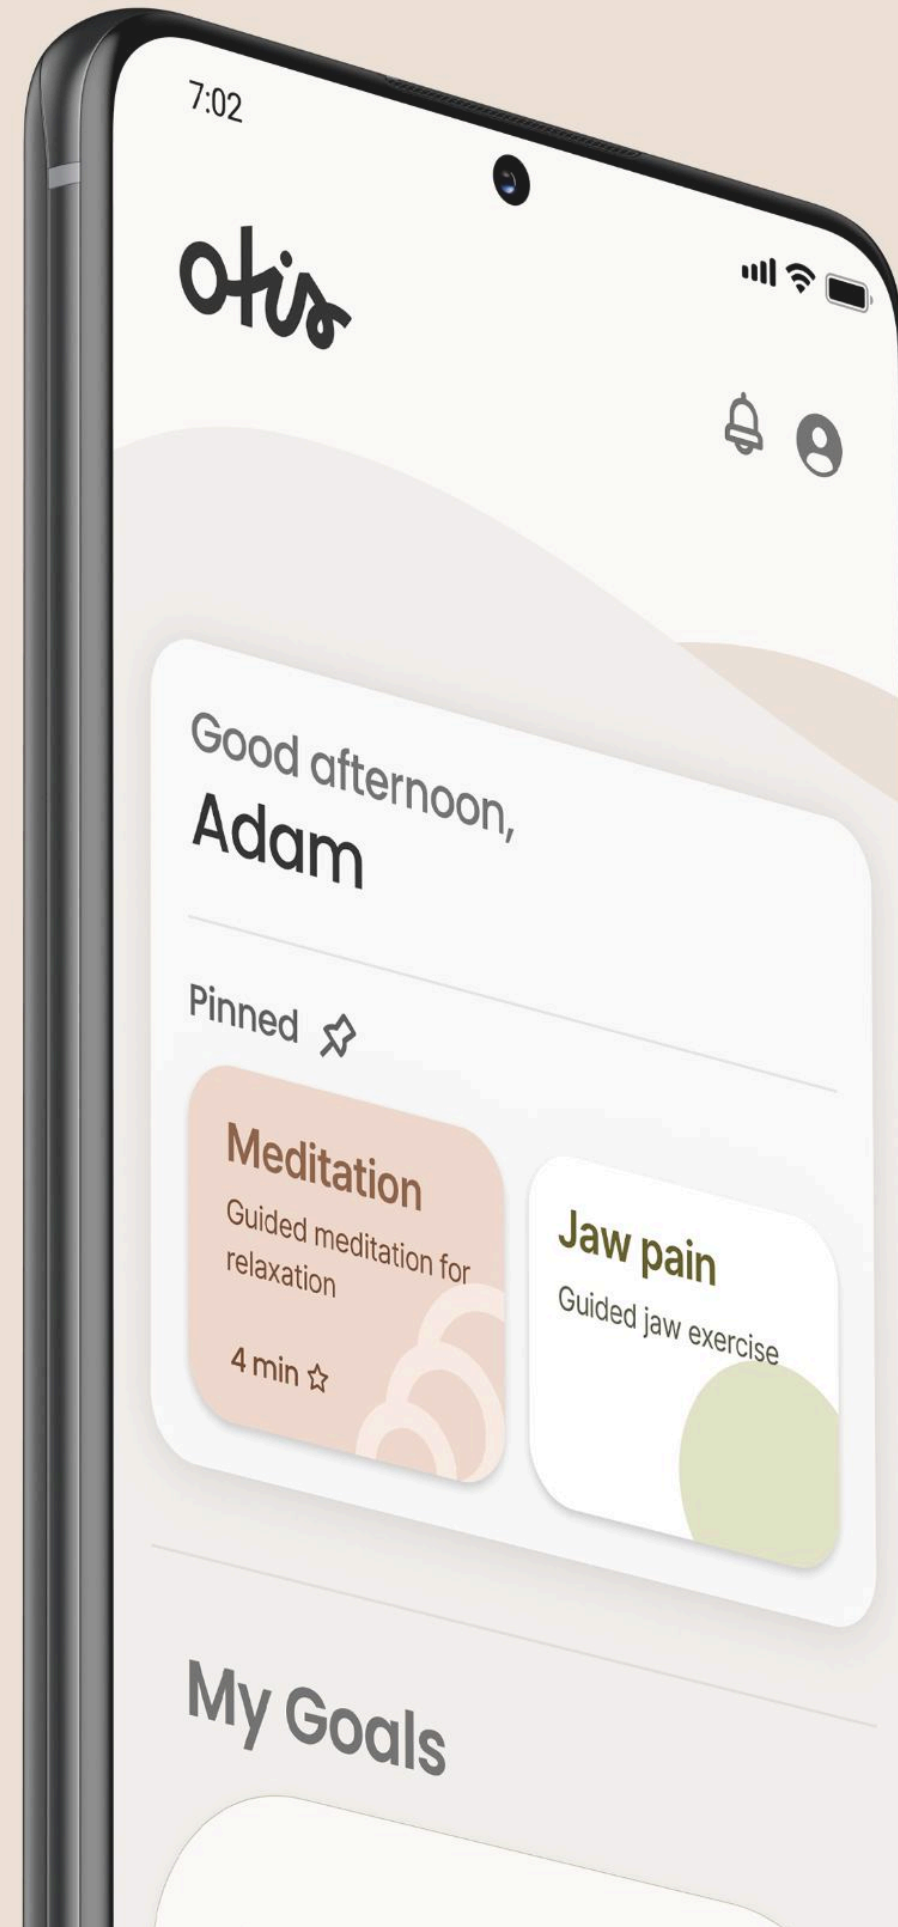 7:02
otis
Good afternoon,
Adam
Pinned
Meditation
Guided meditation for
relaxation
4 min
Jaw pain
Guided jaw exercise
My Goals